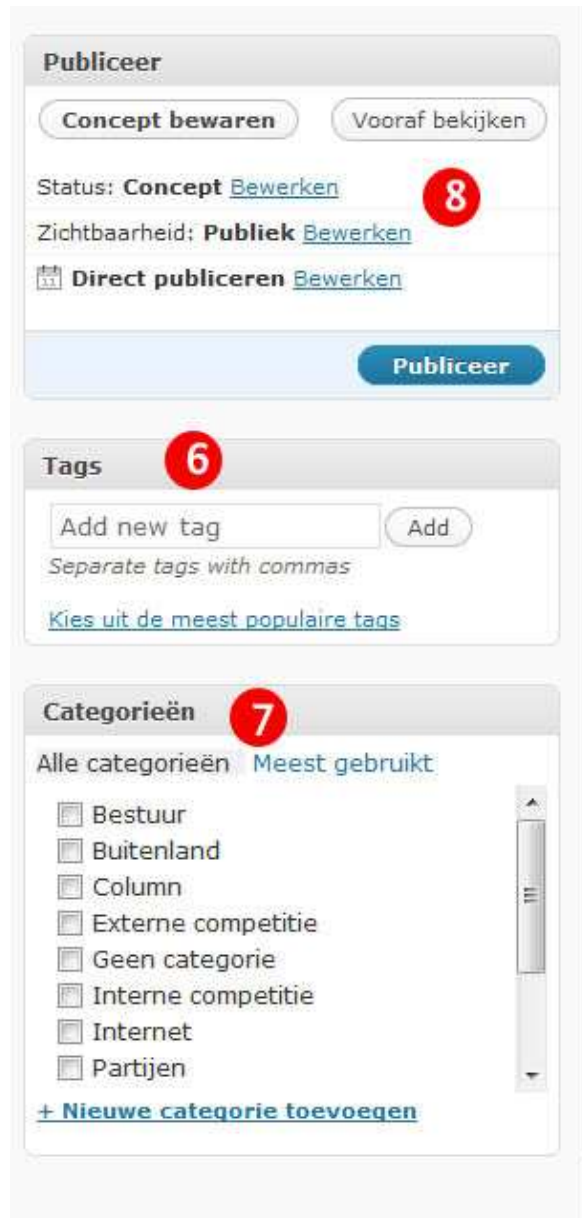 Publiceer
Concept bewaren Vooraf bekijken
Status: Concept Bewerken
8
Zichtbaarheid: Publiek Bewerken
11 Direct publiceren Bewerken
Publiceer
Tags 6
Add new tag Add
Separate tags with commas
Kies uit de meest populaire tags
Categorieën 7
Alle categorieën Meest gebruikt
Bestuur
Buitenland
Column
Externe competitie
Geen categorie
Interne competitie
Internet
Partijen
+ Nieuwe categorie toevoegen